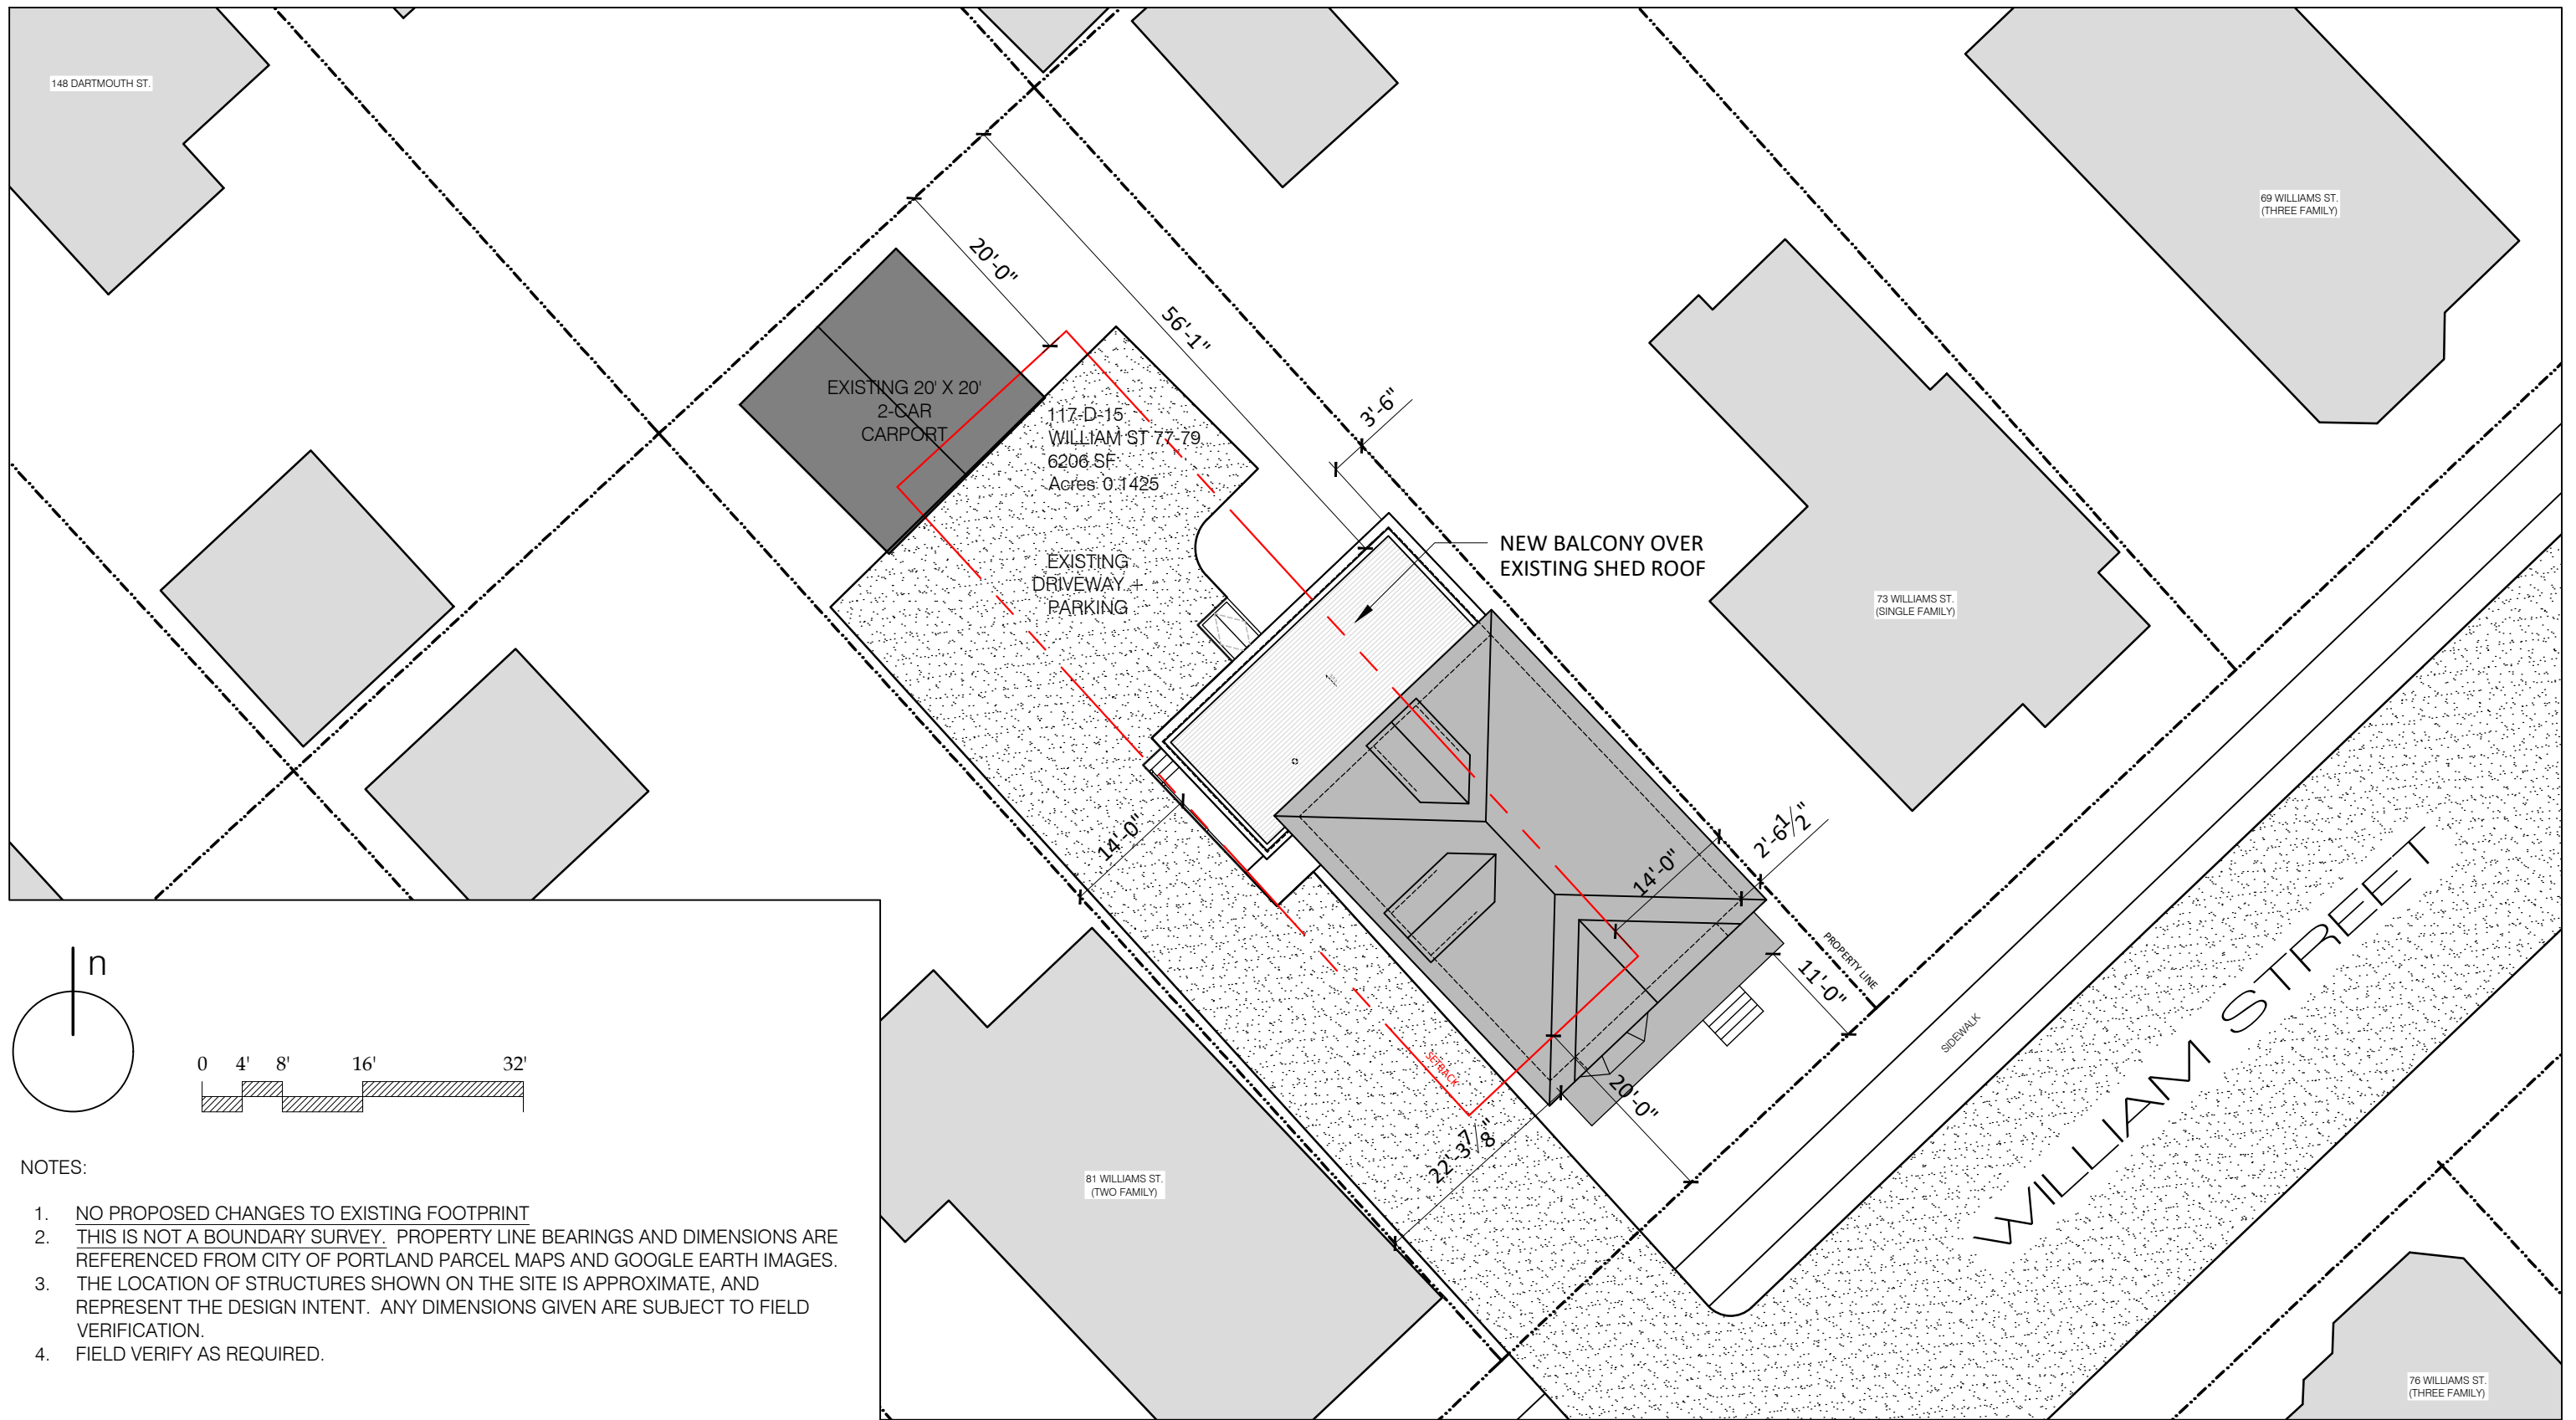 148 DARTMOUTH ST.
69 WILLIAMS ST.
(THREE FAMILY)
20'-0"
56'-1"
3'-6"
EXISTING 20' X 20'
2-CAR
CARPORT
117-D-15
WILLIAM ST 77-79
6206 SF
Acres 0.1425
EXISTING
DRIVEWAY +
PARKING
NEW BALCONY OVER
EXISTING SHED ROOF
73 WILLIAMS ST.
(SINGLE FAMILY)
14'-0"
14'-0"
2'-6 1/2"
PROPERTY LINE
11'-0"
SIDEWALK
WILLIAM STREET
SETBACK
20'-0"
22'-3 7/8"
81 WILLIAMS ST.
(TWO FAMILY)
76 WILLIAMS ST.
(THREE FAMILY)
n
0 4' 8' 16' 32'
NOTES:
1. NO PROPOSED CHANGES TO EXISTING FOOTPRINT
2. THIS IS NOT A BOUNDARY SURVEY. PROPERTY LINE BEARINGS AND DIMENSIONS ARE
REFERENCED FROM CITY OF PORTLAND PARCEL MAPS AND GOOGLE EARTH IMAGES.
3. THE LOCATION OF STRUCTURES SHOWN ON THE SITE IS APPROXIMATE, AND
REPRESENT THE DESIGN INTENT. ANY DIMENSIONS GIVEN ARE SUBJECT TO FIELD
VERIFICATION.
4. FIELD VERIFY AS REQUIRED.